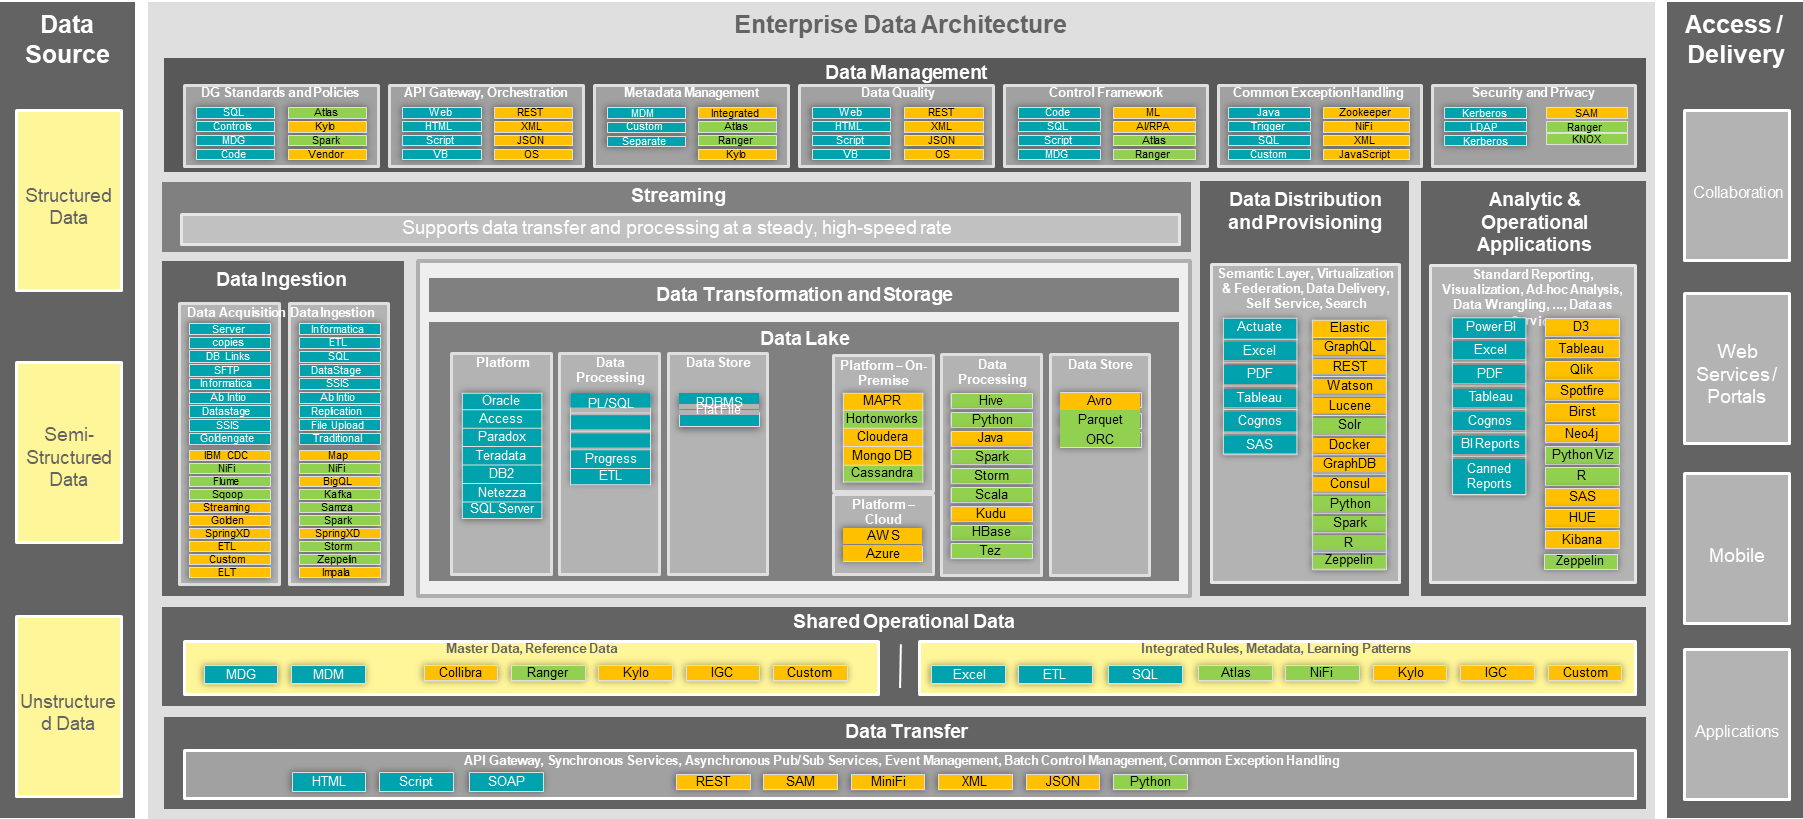 Data
Source
Structured
Data
Semi-
Structured
Data
Unstructure
d Data
Enterprise Data Architecture
Data Management
DG Standards and Policies
SQL
Controls
MDG
Code
Atlas
Kylo
Spark
Vendor
API Gateway, Orchestration
Web
HTML
Script
VB
REST
XML
JSON
OS
Metadata Management
MDM
Custom
Separate
Integrated
Atlas
Ranger
Kylo
Data Quality
Web
HTML
Script
VB
REST
XML
JSON
OS
Control Framework
Code
SQL
Script
MDG
ML
AI/RPA
Atlas
Ranger
Common Exception Handling
Java
Trigger
SQL
Custom
Zookeeper
NiFi
XML
JavaScript
Security and Privacy
Kerberos
LDAP
Kerberos
SAM
Ranger
KNOX
Streaming
Supports data transfer and processing at a steady, high-speed rate
Data Ingestion
Data Acquisition
Server
copies
DB Links
SFTP
Informatica
Ab Intio
Datastage
SSIS
Goldengate
IBM CDC
NiFi
Flume
Sqoop
Streaming
Golden
SpringXD
ETL
Custom
ELT
Data Ingestion
Informatica
ETL
SQL
DataStage
SSIS
Ab Intio
Replication
File Upload
Traditional
Map
NiFi
BigQL
Kafka
Samza
Spark
SpringXD
Storm
Zeppelin
Impala
Data Transformation and Storage
Data Lake
Platform
Oracle
Access
Paradox
Teradata
DB2
Netezza
SQL Server
Data
Processing
PL/SQL
Progress
ETL
Data Store
RDBMS
Flat File
Platform – On-
Premise
MAPR
Hortonworks
Cloudera
Mongo DB
Cassandra
Platform –
Cloud
AWS
Azure
Data
Processing
Hive
Python
Java
Spark
Storm
Scala
Kudu
HBase
Tez
Data Store
Avro
Parquet
ORC
Data Distribution
and Provisioning
Semantic Layer, Virtualization
& Federation, Data Delivery,
Self Service, Search
Actuate
Excel
PDF
Tableau
Cognos
SAS
Elastic
GraphQL
REST
Watson
Lucene
Solr
Docker
GraphDB
Consul
Python
Spark
R
Zeppelin
Analytic &
Operational
Applications
Standard Reporting,
Visualization, Ad-hoc Analysis,
Data Wrangling, ..., Data as
Power BI
Excel
PDF
Tableau
Cognos
BI Reports
Canned
Reports
D3
Tableau
Qlik
Spotfire
Birst
Neo4j
Python Viz
R
SAS
HUE
Kibana
Zeppelin
Shared Operational Data
Master Data, Reference Data
MDG
MDM
Collibra
Ranger
Kylo
IGC
Custom
Integrated Rules, Metadata, Learning Patterns
Excel
ETL
SQL
Atlas
NiFi
Kylo
IGC
Custom
Data Transfer
API Gateway, Synchronous Services, Asynchronous Pub/Sub Services, Event Management, Batch Control Management, Common Exception Handling
HTML
Script
SOAP
REST
SAM
MiniFi
XML
JSON
Python
Access /
Delivery
Collaboration
Web
Services /
Portals
Mobile
Applications